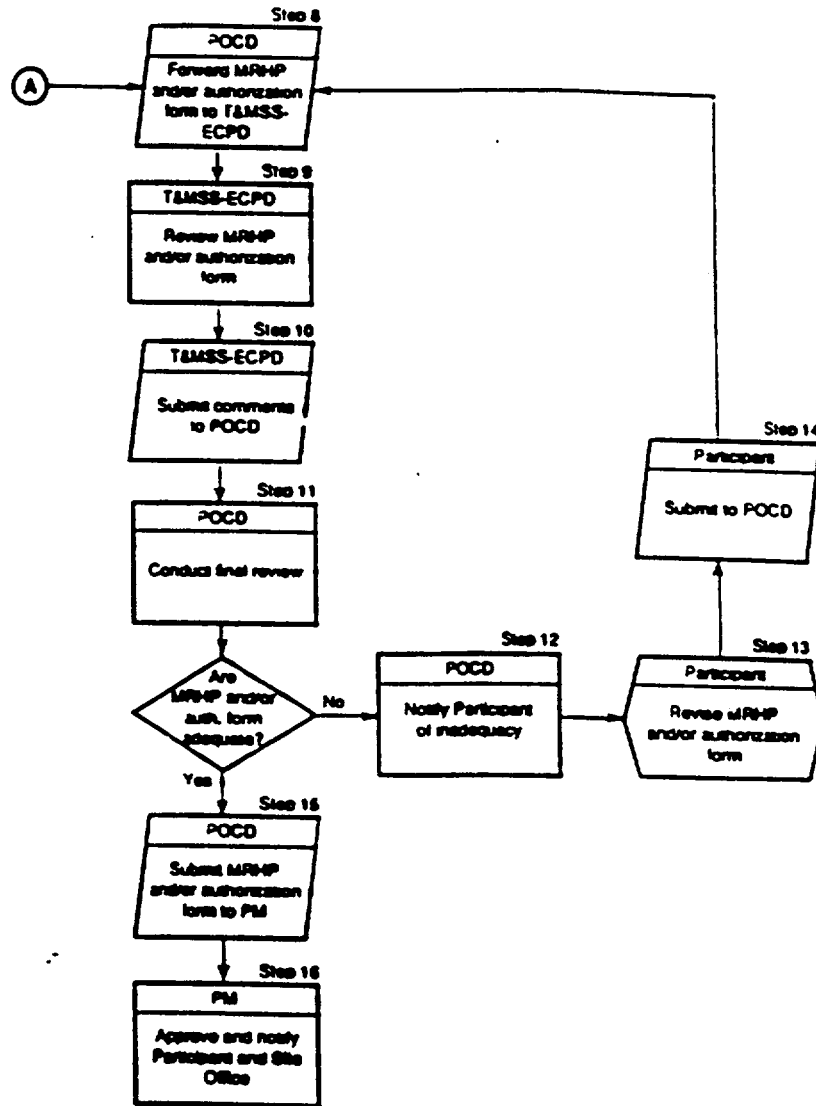 Step 8
POCD
A
Forward MRHP
and/or authorization
form to T&MSS-
ECPD
Step 9
T&MSS-ECPD
Review MRHP
and/or authorization
form
Step 10
T&MSS-ECPD
Submit comments
to POCD
Step 11
POCD
Conduct final review
Are
MRHP and/or
auth. form
adequate?
No
Yes
Step 12
POCD
Notify Participant
of inadequacy
Step 13
Participant
Revise MRHP
and/or authorization
form
Step 14
Participant
Submit to POCD
Step 15
POCD
Submit MRHP
and/or authorization
form to PM
Step 16
PM
Approve and notify
Participant and Site
Office